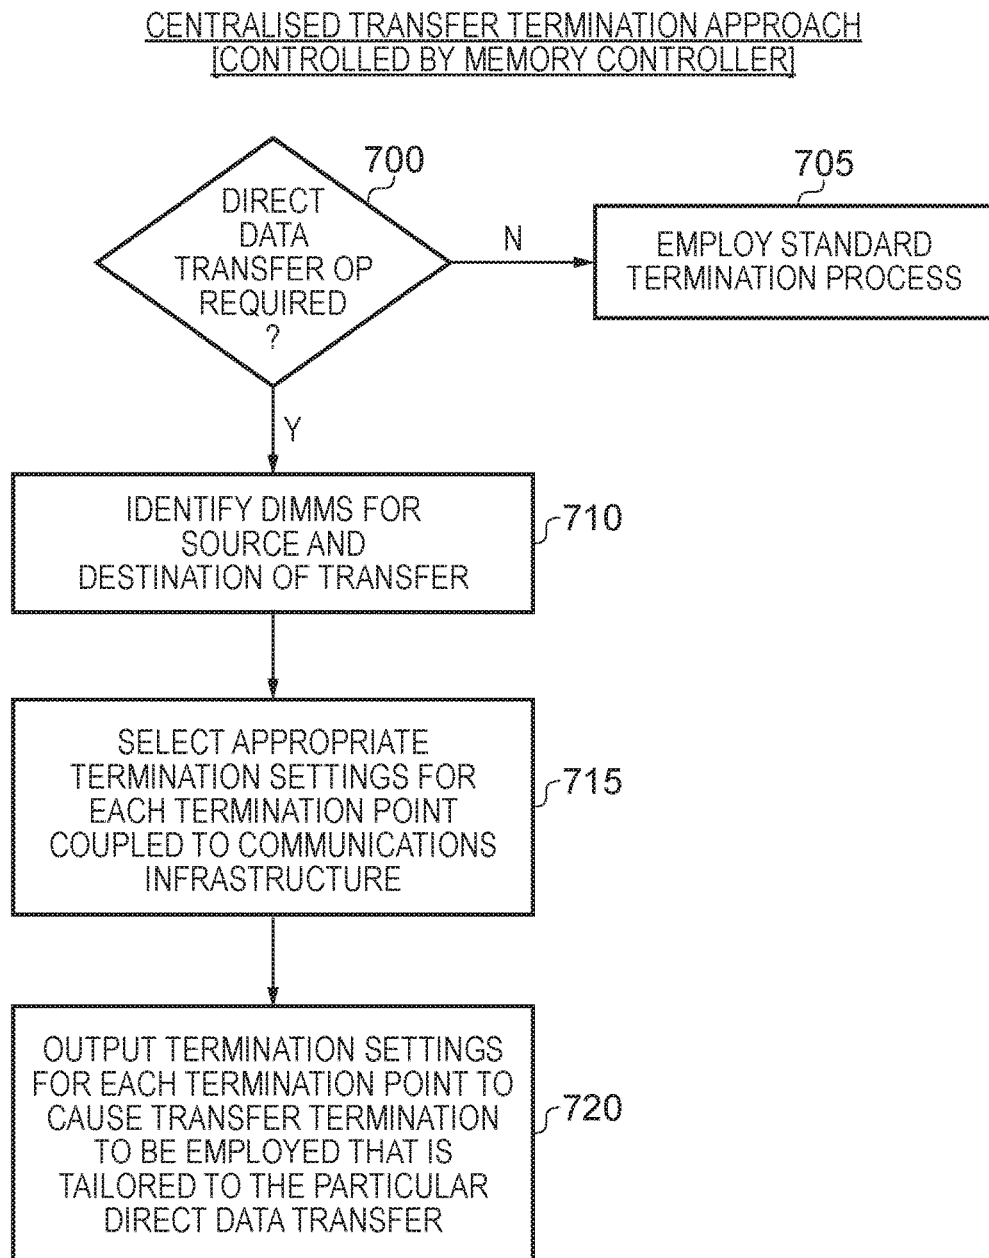 CENTRALISED TRANSFER TERMINATION APPROACH
[CONTROLLED BY MEMORY CONTROLLER]
700
DIRECT
DATA
TRANSFER OP
REQUIRED
?
N
705
EMPLOY STANDARD
TERMINATION PROCESS
Y
IDENTIFY DIMMS FOR
SOURCE AND
DESTINATION OF TRANSFER
710
SELECT APPROPRIATE
TERMINATION SETTINGS FOR
EACH TERMINATION POINT
COUPLED TO COMMUNICATIONS
INFRASTRUCTURE
715
OUTPUT TERMINATION SETTINGS
FOR EACH TERMINATION POINT TO
CAUSE TRANSFER TERMINATION
TO BE EMPLOYED THAT IS
TAILORED TO THE PARTICULAR
DIRECT DATA TRANSFER
720